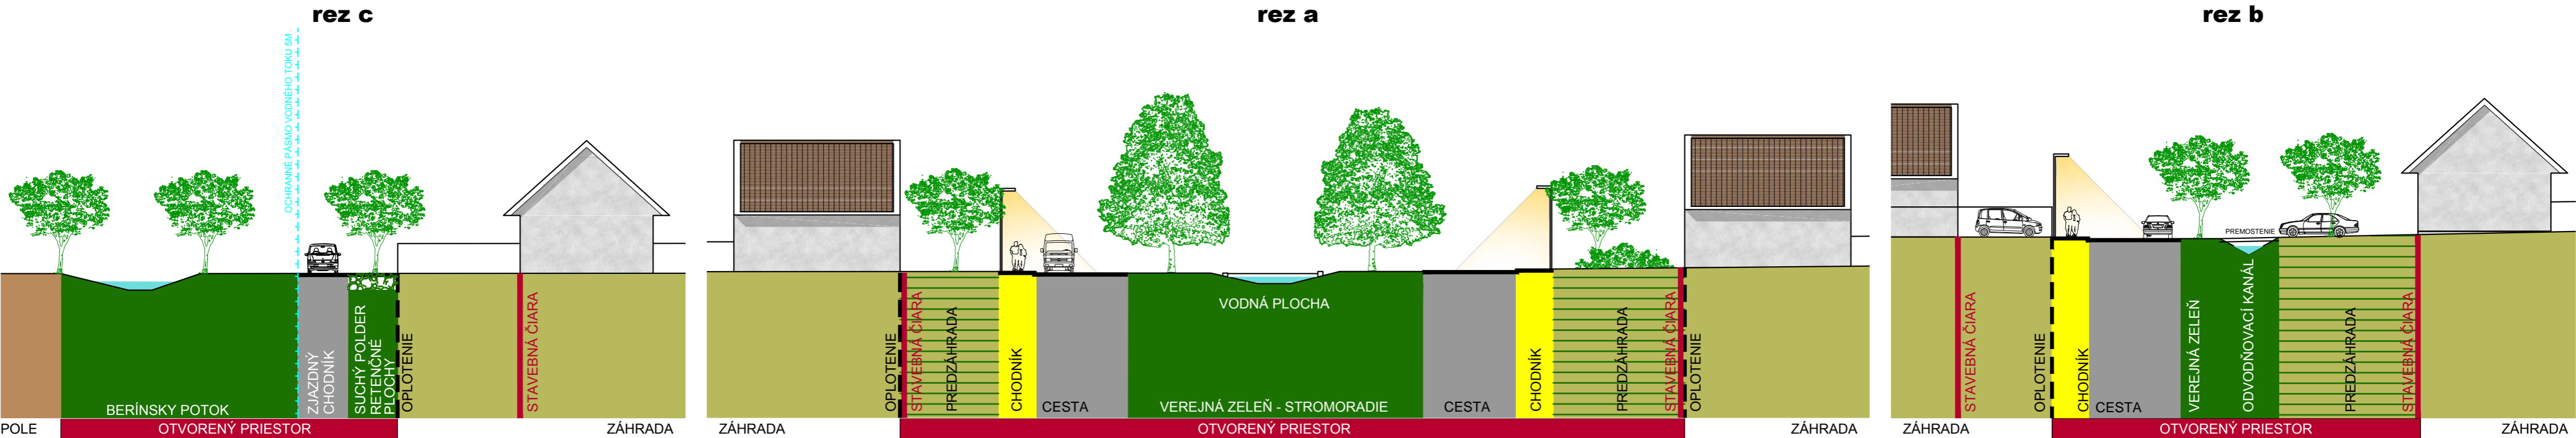 rez c
OCHRANNÉ PÁSMO VODNÉHO TOKU 5M
BERÍNSKY POTOK
ZJAZDNÝ
CHODNÍK
SUCHÝ POLDER
RETENČNÉ
PLOCHY
OPLOTENIE
STAVEBNÁ ČIARA
POLE
OTVORENÝ PRIESTOR
ZÁHRADA
rez a
OPLOTENIE
STAVEBNÁ ČIARA
PREDZÁHRADA
CHODNÍK
CESTA
VODNÁ PLOCHA
VEREJNÁ ZELEŇ - STROMORADIE
CESTA
CHODNÍK
PREDZÁHRADA
STAVEBNÁ ČIARA
OPLOTENIE
ZÁHRADA
OTVORENÝ PRIESTOR
ZÁHRADA
rez b
PREMOSTENIE
STAVEBNÁ ČIARA
OPLOTENIE
CHODNÍK
CESTA
VEREJNÁ ZELEŇ
ODVODŇOVACÍ KANÁL
PREDZÁHRADA
STAVEBNÁ ČIARA
ZÁHRADA
OTVORENÝ PRIESTOR
ZÁHRADA